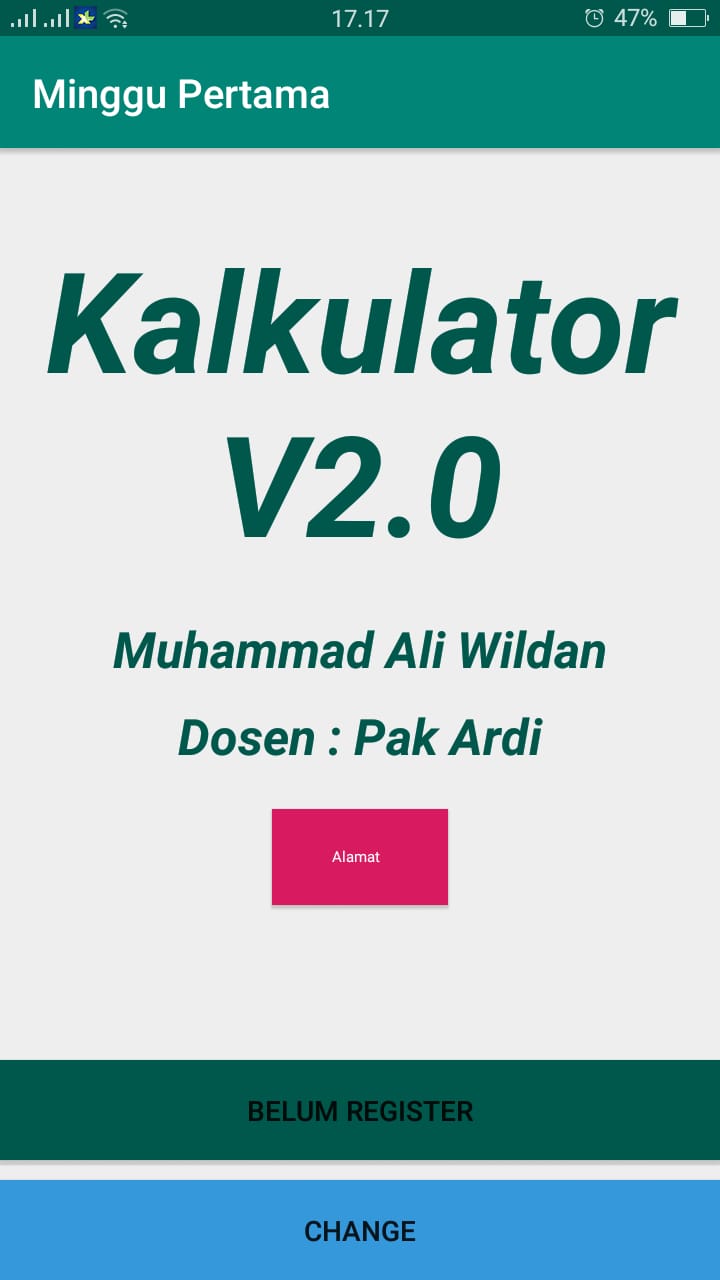 17.17
47%
Minggu Pertama
Kalkulator
V2.0
Muhammad Ali Wildan
Dosen : Pak Ardi
Alamat
BELUM REGISTER
CHANGE